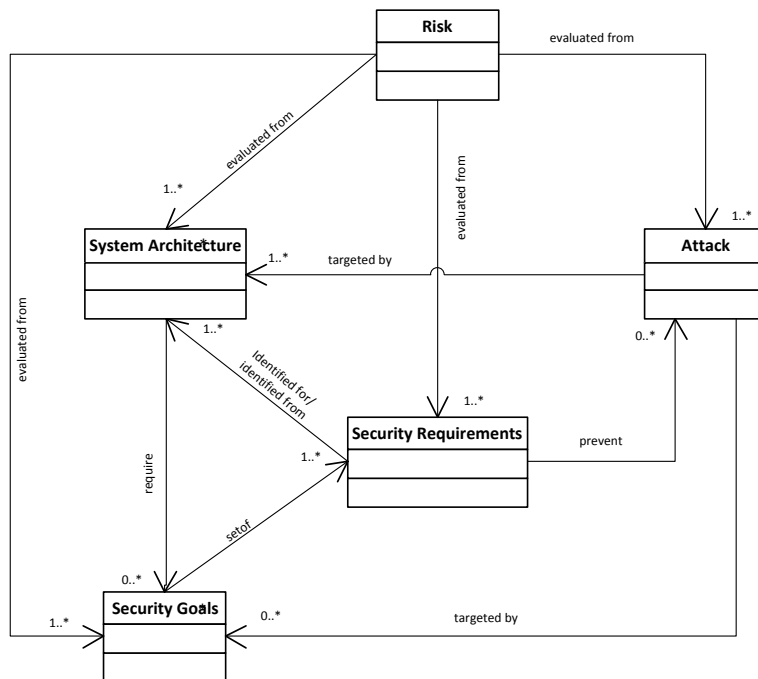 Risk
evaluated from
evaluated from
1..*
evaluated from
1..*
System Architecture
*
Attack
1..*
targeted by
evaluated from
1..*
0..*
Identified for/
identified from
1..*
Security Requirements
1..*
prevent
require
setof
0..*
Security Goals
*
1..*
0..*
targeted by